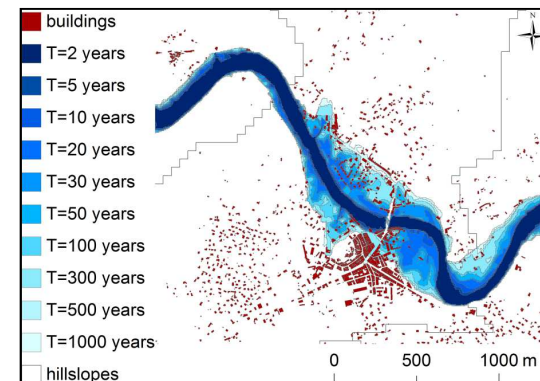 buildings
T=2 years
T=5 years
T=10 years
T=20 years
T=30 years
T=50 years
T=100 years
T=300 years
T=500 years
T=1000 years
hillslopes
N
0 500 1000 m